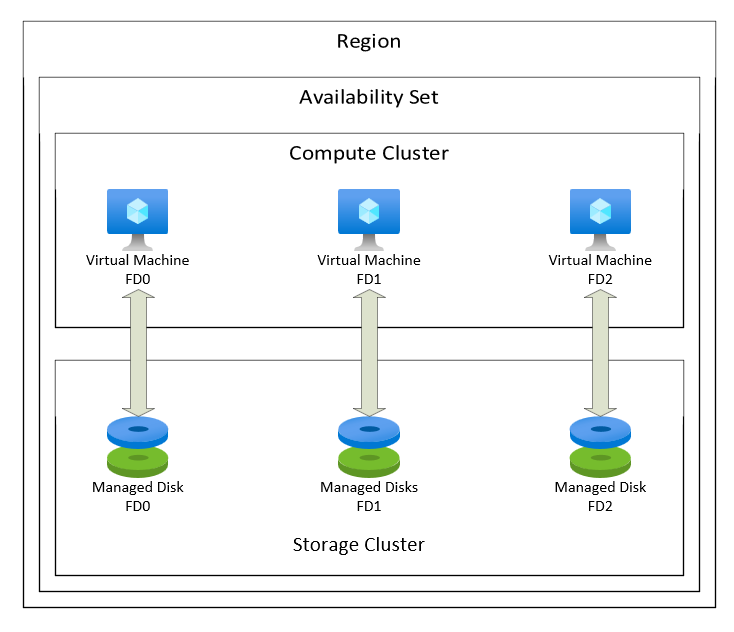 Region
Availability Set
Compute Cluster
Virtual Machine
FD0
Virtual Machine
FD1
Virtual Machine
FD2
Managed Disk
FD0
Managed Disks
FD1
Managed Disk
FD2
Storage Cluster